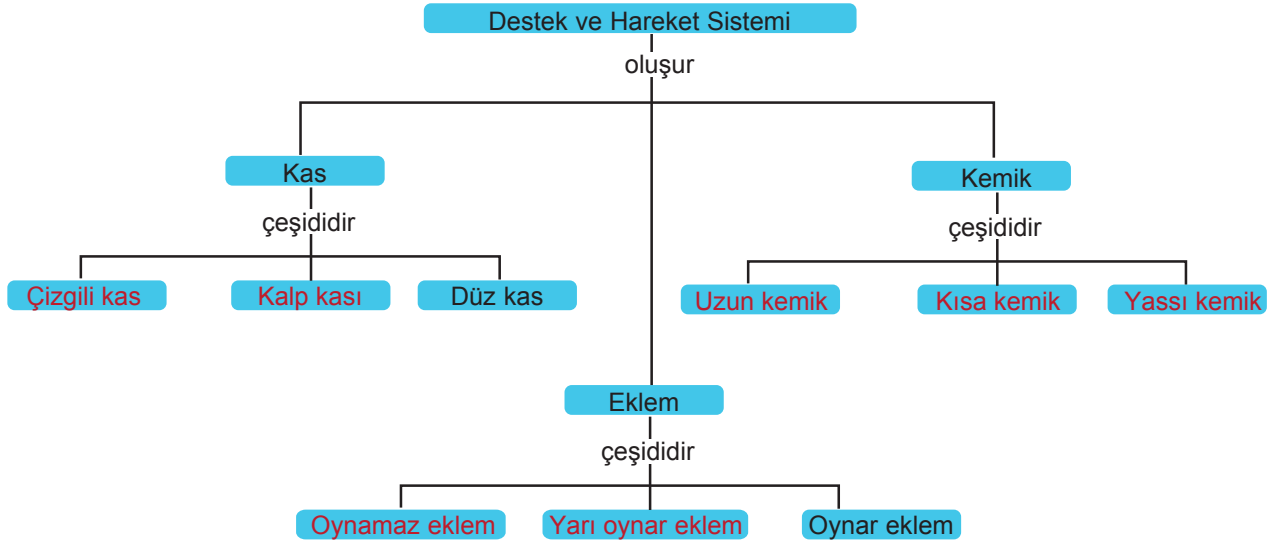 Destek ve Hareket Sistemi
oluşur
Kas
Kemik
çeşididir
çeşididir
Çizgili kas
Kalp kası
Düz kas
Uzun kemik
Kısa kemik
Yassı kemik
Eklem
çeşididir
Oynamaz eklem
Yarı oynar eklem
Oynar eklem